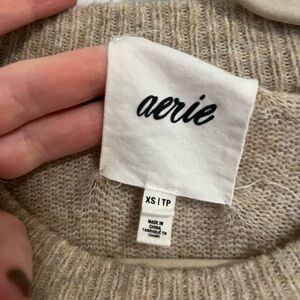 aerie
XS | TP
MADE IN
CHINA
FABRIQUÉ EN
CHINE